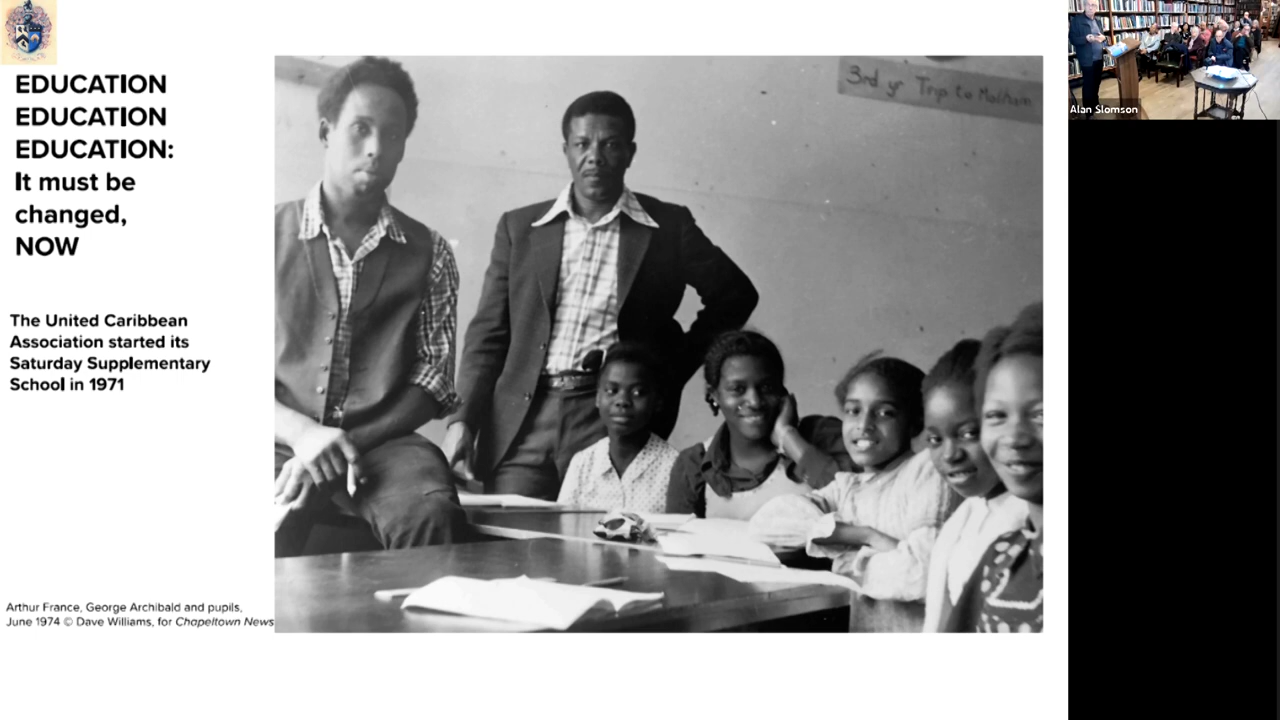 EDUCATION
EDUCATION
EDUCATION:
It must be
changed,
NOW
The United Caribbean
Association started its
Saturday Supplementary
School in 1971
Arthur France, George Archibald and pupils,
June 1974 © Dave Williams, for Chapeltown News
3rd yr Trip to Malham
Alan Slomson